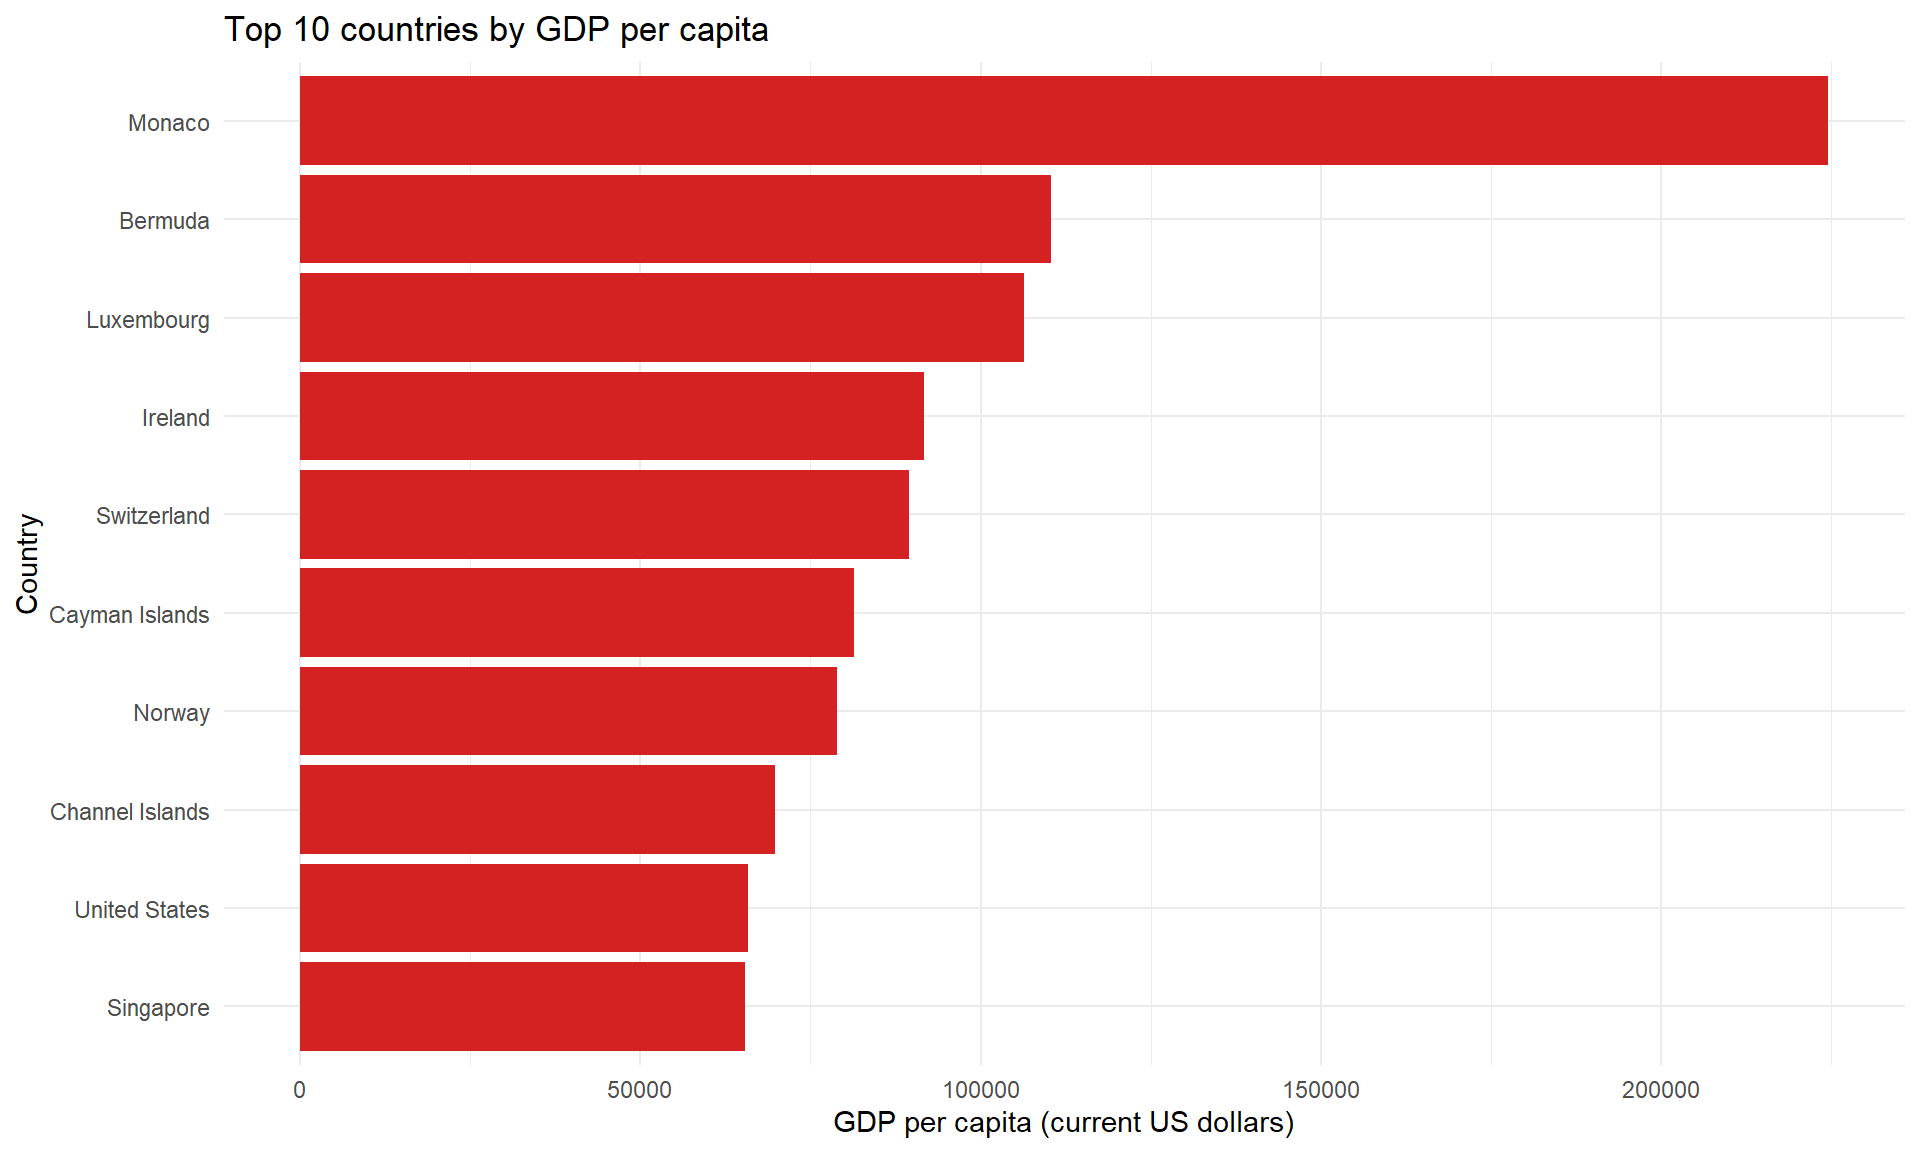 Top 10 countries by GDP per capita
Country
Monaco
Bermuda
Luxembourg
Ireland
Switzerland
Cayman Islands
Norway
Channel Islands
United States
Singapore
0 50000 100000 150000 200000
GDP per capita (current US dollars)